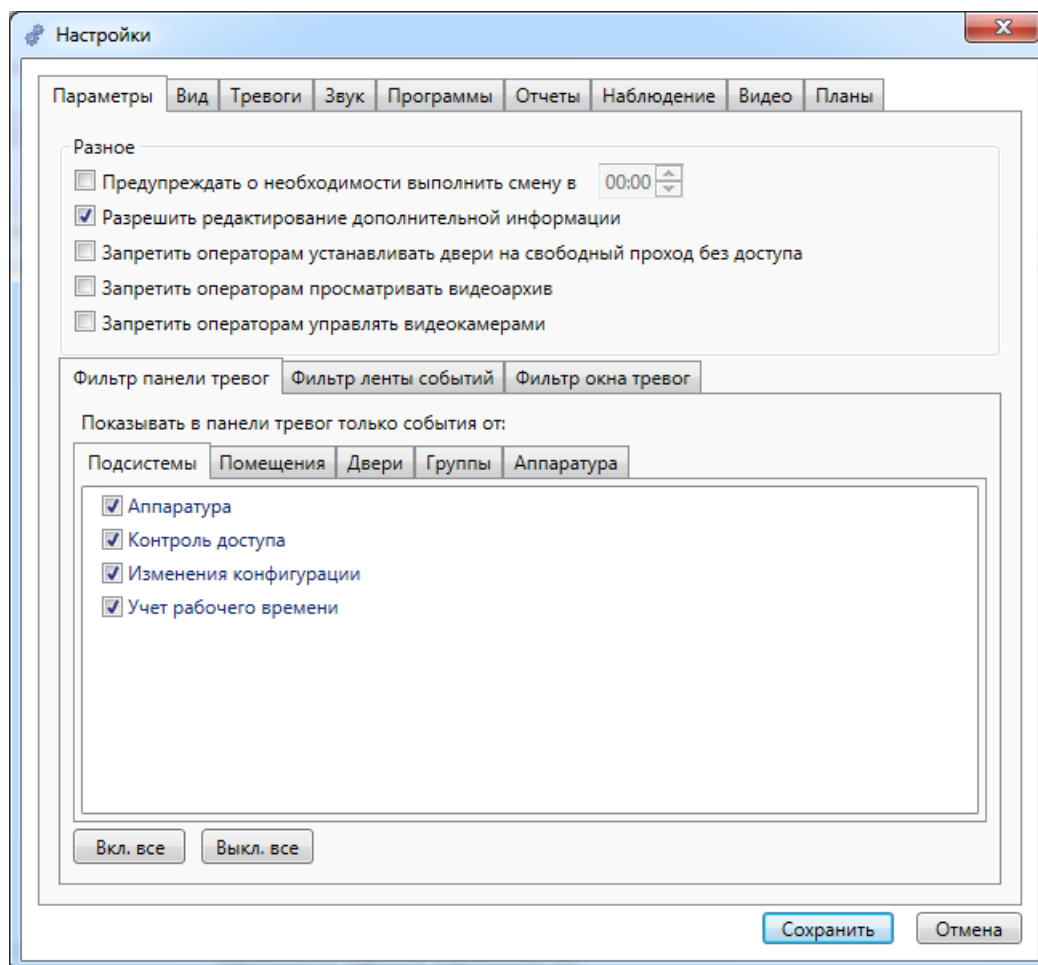 Настройки
Параметры Вид Тревоги Звук Программы Отчеты Наблюдение Видео Планы
Разное
Предупреждать о необходимости выполнить смену в 00:00
Разрешить редактирование дополнительной информации
Запретить операторам устанавливать двери на свободный проход без доступа
Запретить операторам просматривать видеоархив
Запретить операторам управлять видеокамерами
Фильтр панели тревог Фильтр ленты событий Фильтр окна тревог
Показывать в панели тревог только события от:
Подсистемы Помещения Двери Группы Аппаратура
Аппаратура
Контроль доступа
Изменения конфигурации
Учет рабочего времени
Вкл. все Выкл. все
Сохранить Отмена